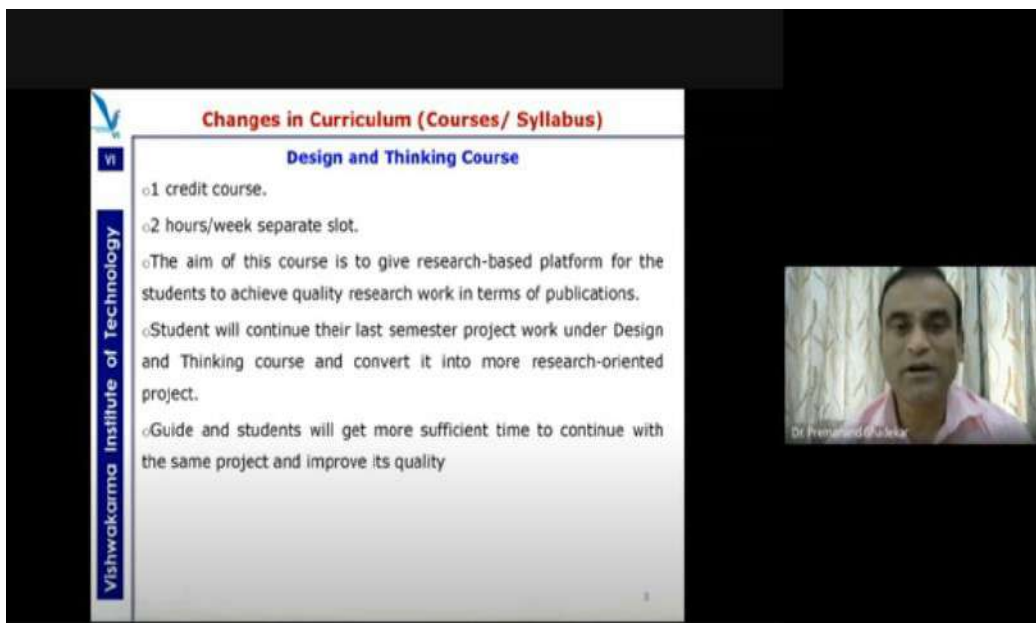 Changes in Curriculum (Courses/ Syllabus)
VI
VI
Design and Thinking Course
1 credit course.
2 hours/week separate slot.
The aim of this course is to give research-based platform for the
students to achieve quality research work in terms of publications.
Student will continue their last semester project work under Design
and Thinking course and convert it into more research-oriented
project.
Guide and students will get more sufficient time to continue with
the same project and improve its quality
Vishwakarma Institute of Technology
Dr. Premanand Ghadekar